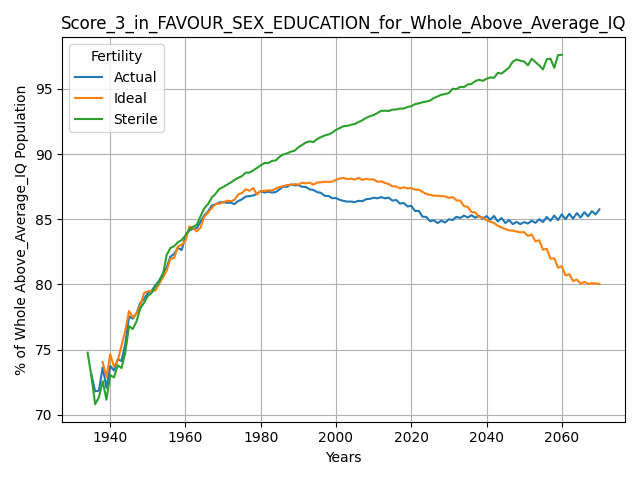 Score_3_in_FAVOUR_SEX_EDUCATION_for_Whole_Above_Average_IQ
Fertility
Actual
Ideal
Sterile
% of Whole Above_Average_IQ Population
95
90
85
80
75
70
1940
1960
1980
2000
2020
2040
2060
Years